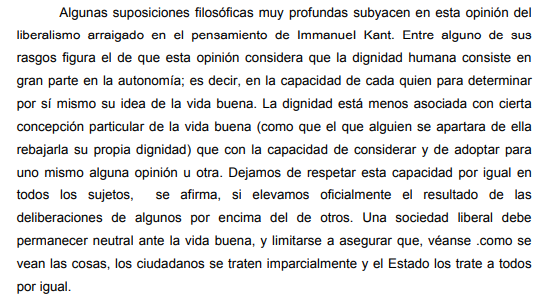 Algunas suposiciones filosóficas muy profundas subyacen en esta opinión del
liberalismo arraigado en el pensamiento de Immanuel Kant. Entre alguno de sus
rasgos figura el de que esta opinión considera que la dignidad humana consiste en
gran parte en la autonomía; es decir, en la capacidad de cada quien para determinar
por sí mismo su idea de la vida buena. La dignidad está menos asociada con cierta
concepción particular de la vida buena (como que el que alguien se apartara de ella
rebajarla su propia dignidad) que con la capacidad de considerar y de adoptar para
uno mismo alguna opinión u otra. Dejamos de respetar esta capacidad por igual en
todos los sujetos, se afirma, si elevamos oficialmente el resultado de las
deliberaciones de algunos por encima del de otros. Una sociedad liberal debe
permanecer neutral ante la vida buena, y limitarse a asegurar que, véanse .como se
vean las cosas, los ciudadanos se traten imparcialmente y el Estado los trate a todos
por igual.